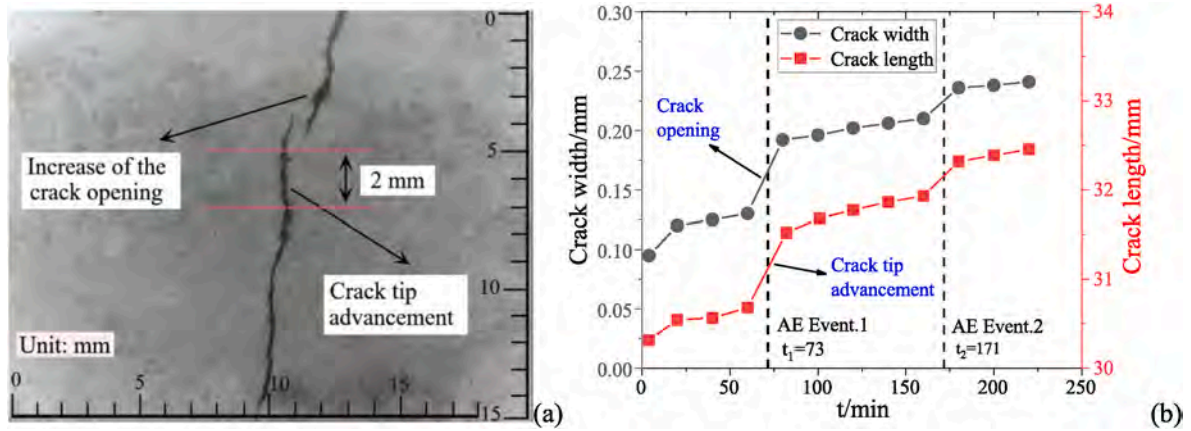 0
5
10
15
Increase of the
crack opening
2 mm
Crack tip
advancement
Unit: mm
0
5
10
15
(a)
0.30
0.25
0.20
0.15
0.10
0.05
0.00
Crack width/mm
Crack width
Crack length
Crack
opening
Crack tip
advancement
AE Event.1
t₁=73
AE Event.2
t₂=171
34
33
32
31
30
Crack length/mm
0
50
100
150
200
250
t/min
(b)